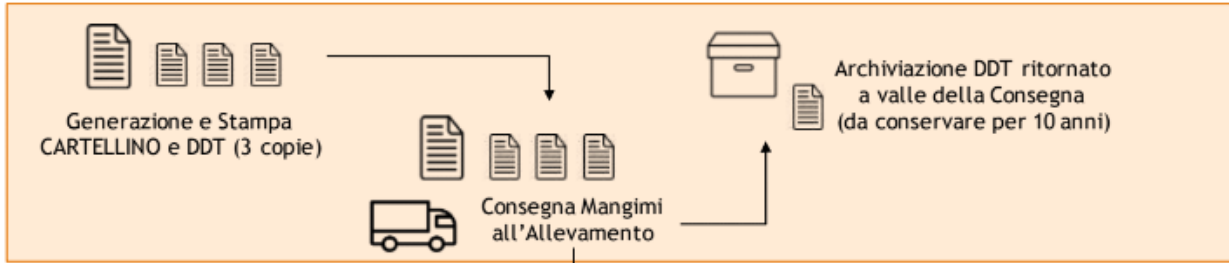 Generazione e Stampa
CARTELLINO e DDT (3 copie)
Consegna Mangimi
all'Allevamento
Archiviazione DDT ritornato
a valle della Consegna
(da conservare per 10 anni)